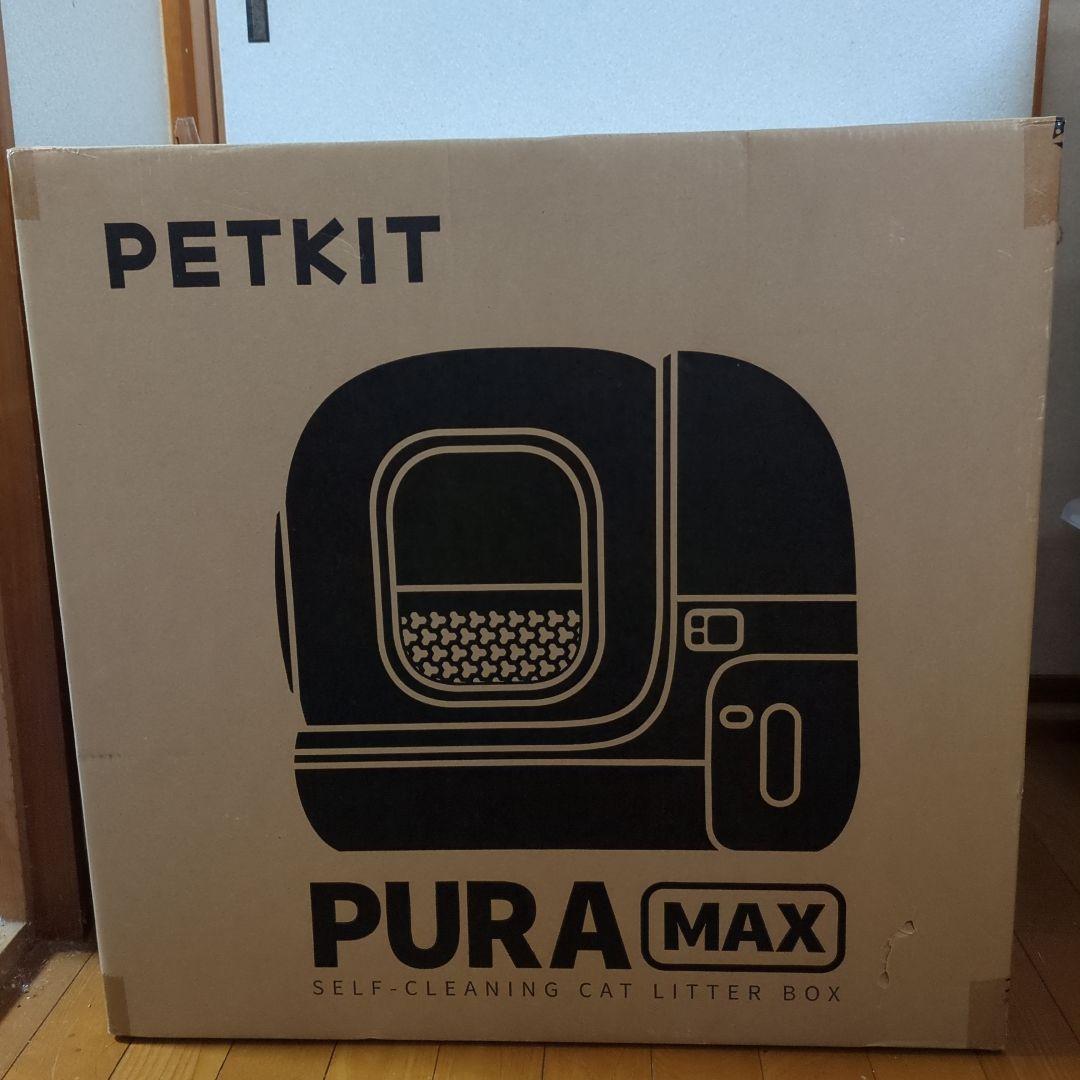 PETKIT
PURA MAX
SELF-CLEANING CAT LITTER BOX